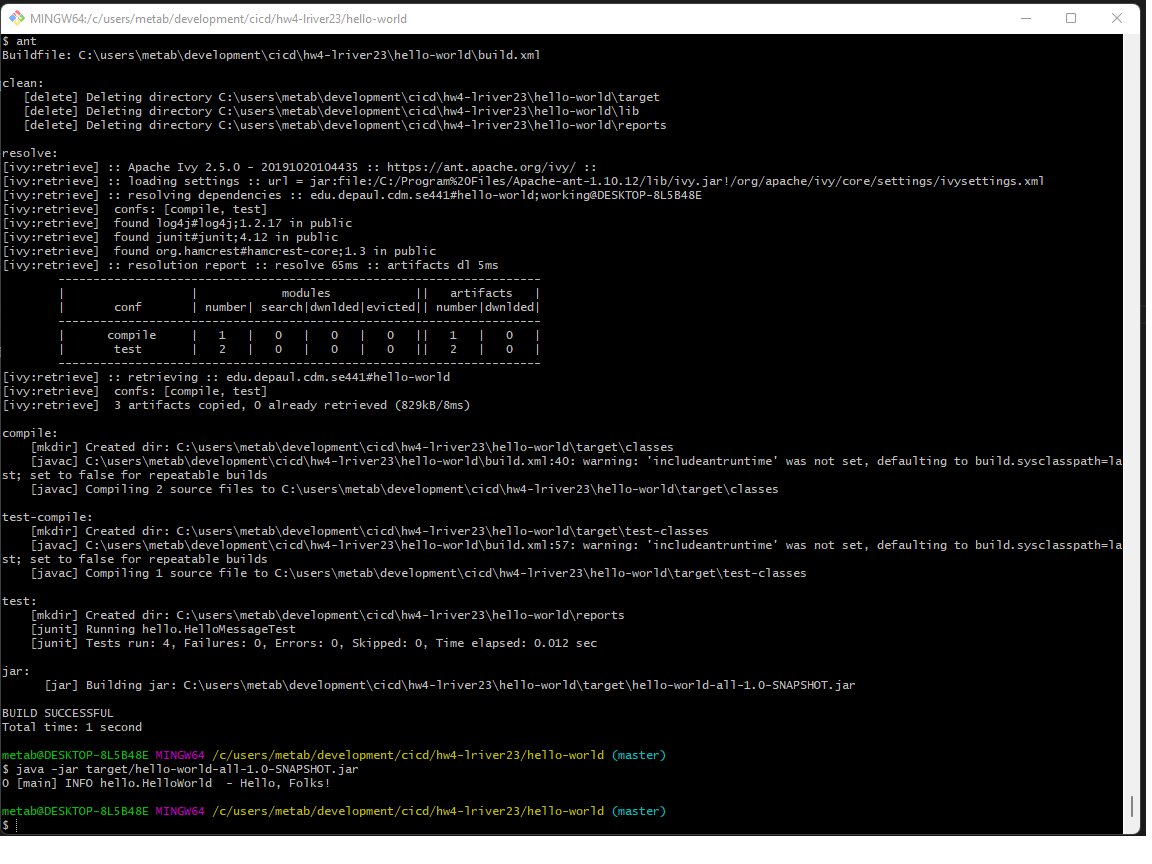 MINGW64:/c/users/metab/development/cicd/hw4-lriver23/hello-world
$ ant
Buildfile: C:\users\metab\development\cicd\hw4-lriver23\hello-world\build.xml
clean:
[delete] Deleting directory C:\users\metab\development\cicd\hw4-lriver23\hello-world\target
[delete] Deleting directory C:\users\metab\development\cicd\hw4-lriver23\hello-world\lib
[delete] Deleting directory C:\users\metab\development\cicd\hw4-lriver23\hello-world\reports
resolve:
[ivy:retrieve] :: Apache Ivy 2.5.0 - 20191020104435 :: https://ant.apache.org/ivy/ ::
[ivy:retrieve] :: loading settings :: url = jar:file:/C:/Program%20Files/Apache-ant-1.10.12/lib/ivy.jar!/org/apache/ivy/core/settings/ivysettings.xml
[ivy:retrieve] :: resolving dependencies :: edu.depaul.cdm.se441#hello-world;working@DESKTOP-8L5B48E
[ivy:retrieve]  confs: [compile, test]
[ivy:retrieve]  found log4j#log4j;1.2.17 in public
[ivy:retrieve]  found junit#junit;4.12 in public
[ivy:retrieve]  found org.hamcrest#hamcrest-core;1.3 in public
[ivy:retrieve] :: resolution report :: resolve 65ms :: artifacts dl 5ms
---------------------------------------------------------------------
|                  |            modules            ||   artifacts   |
|       conf       | number| search|dwnlded|evicted|| number|dwnlded|
---------------------------------------------------------------------
|      compile     |   1   |   0   |   0   |   0   ||   1   |   0   |
|       test       |   2   |   0   |   0   |   0   ||   2   |   0   |
---------------------------------------------------------------------
[ivy:retrieve] :: retrieving :: edu.depaul.cdm.se441#hello-world
[ivy:retrieve]  confs: [compile, test]
[ivy:retrieve]  3 artifacts copied, 0 already retrieved (829kB/8ms)
compile:
[mkdir] Created dir: C:\users\metab\development\cicd\hw4-lriver23\hello-world\target\classes
[javac] C:\users\metab\development\cicd\hw4-lriver23\hello-world\build.xml:40: warning: 'includeantruntime' was not set, defaulting to build.sysclasspath=la
st; set to false for repeatable builds
[javac] Compiling 2 source files to C:\users\metab\development\cicd\hw4-lriver23\hello-world\target\classes
test-compile:
[mkdir] Created dir: C:\users\metab\development\cicd\hw4-lriver23\hello-world\target\test-classes
[javac] C:\users\metab\development\cicd\hw4-lriver23\hello-world\build.xml:57: warning: 'includeantruntime' was not set, defaulting to build.sysclasspath=la
st; set to false for repeatable builds
[javac] Compiling 1 source file to C:\users\metab\development\cicd\hw4-lriver23\hello-world\target\test-classes
test:
[mkdir] Created dir: C:\users\metab\development\cicd\hw4-lriver23\hello-world\reports
[junit] Running hello.HelloMessageTest
[junit] Tests run: 4, Failures: 0, Errors: 0, Skipped: 0, Time elapsed: 0.012 sec
jar:
[jar] Building jar: C:\users\metab\development\cicd\hw4-lriver23\hello-world\target\hello-world-all-1.0-SNAPSHOT.jar
BUILD SUCCESSFUL
Total time: 1 second
metab@DESKTOP-8L5B48E MINGW64 /c/users/metab/development/cicd/hw4-lriver23/hello-world (master)
$ java -jar target/hello-world-all-1.0-SNAPSHOT.jar
0 [main] INFO hello.HelloWorld  - Hello, Folks!
metab@DESKTOP-8L5B48E MINGW64 /c/users/metab/development/cicd/hw4-lriver23/hello-world (master)
$